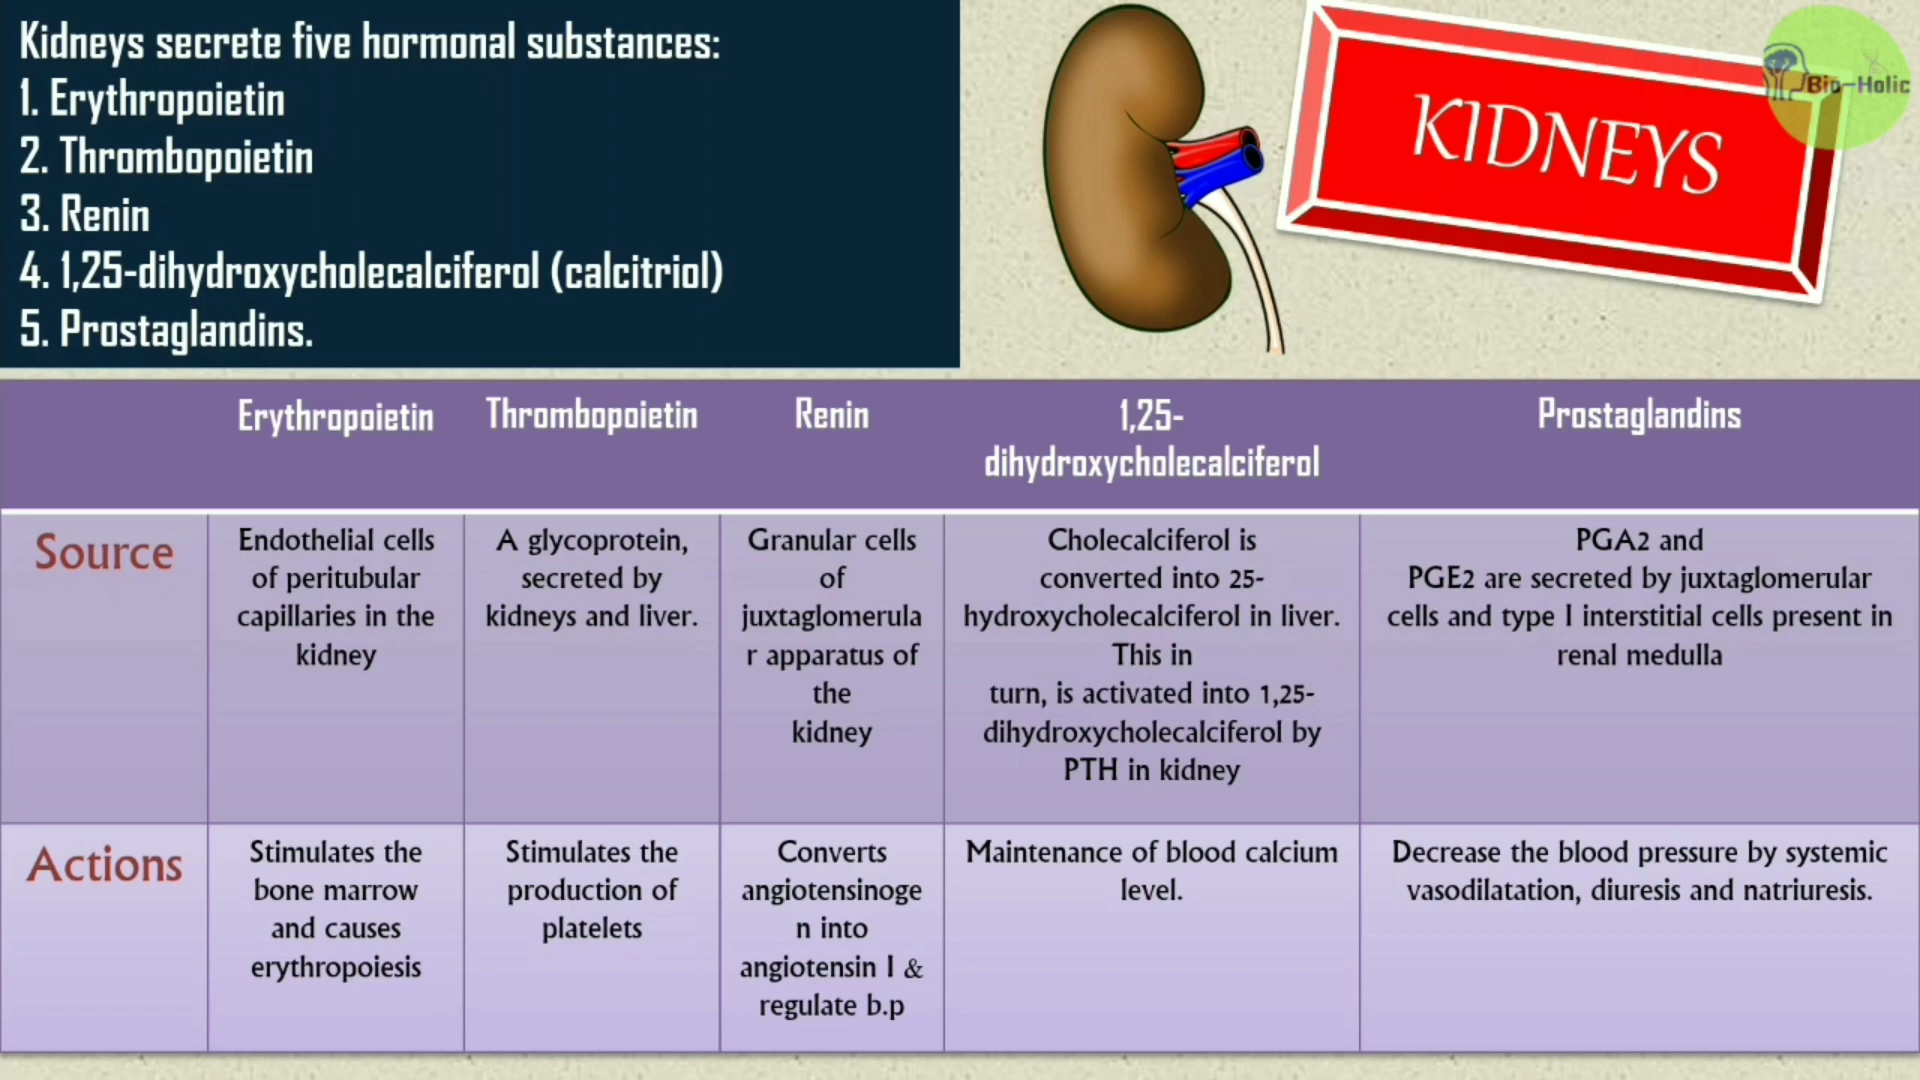 Kidneys secrete five hormonal substances:
1. Erythropoietin
2. Thrombopoietin
3. Renin
4. 1,25-dihydroxycholecalciferol (calcitriol)
5. Prostaglandins.
KIDNEYS
Bio-Holic
Erythropoietin
Thrombopoietin
Renin
1,25-
dihydroxycholecalciferol
Prostaglandins
Source
Endothelial cells
of peritubular
capillaries in the
kidney
A glycoprotein,
secreted by
kidneys and liver.
Granular cells
of
juxtaglomerula
r apparatus of
the
kidney
Cholecalciferol is
converted into 25-
hydroxycholecalciferol in liver.
This in
turn, is activated into 1,25-
dihydroxycholecalciferol by
PTH in kidney
PGA2 and
PGE2 are secreted by juxtaglomerular
cells and type I interstitial cells present in
renal medulla
Actions
Stimulates the
bone marrow
and causes
erythropoiesis
Stimulates the
production of
platelets
Converts
angiotensinoge
n into
angiotensin I &
regulate b.p
Maintenance of blood calcium
level.
Decrease the blood pressure by systemic
vasodilatation, diuresis and natriuresis.